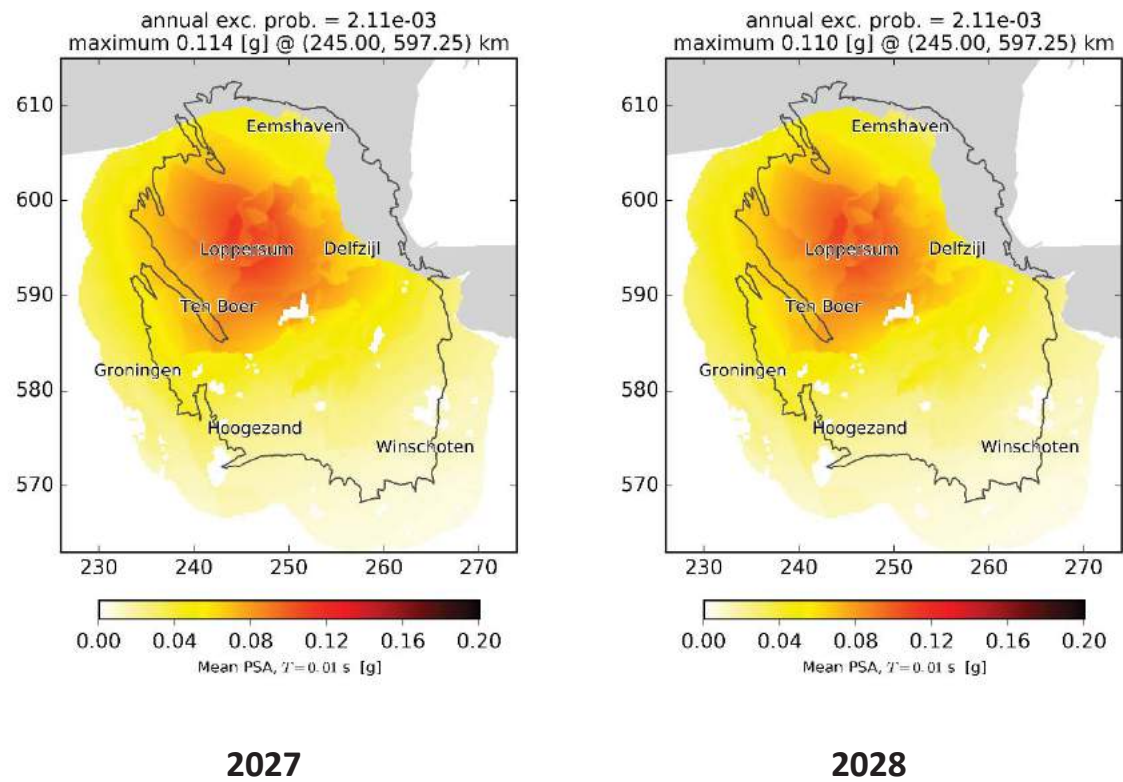 annual exc. prob. = 2.11e-03
maximum 0.114 [g] @ (245.00, 597.25) km
610
600
590
580
570
Eemshaven
Loppersum
Delfzijl
Ten Boer
Groningen
Hoogezand
Winschoten
230 240 250 260 270
0.00 0.04 0.08 0.12 0.16 0.20
Mean PSA, T=0.01 s [g]
2027
annual exc. prob. = 2.11e-03
maximum 0.110 [g] @ (245.00, 597.25) km
610
600
590
580
570
Eemshaven
Loppersum
Delfzijl
Ten Boer
Groningen
Hoogezand
Winschoten
230 240 250 260 270
0.00 0.04 0.08 0.12 0.16 0.20
Mean PSA, T=0.01 s [g]
2028